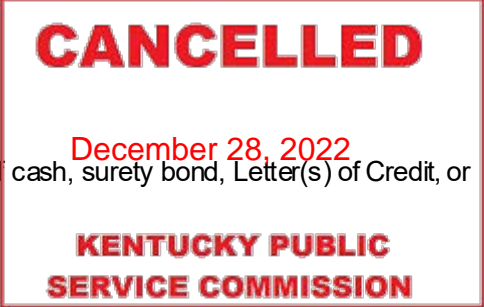 CANCELLED
December 28, 2022
cash, surety bond, Letter(s) of Credit, or
KENTUCKY PUBLIC
SERVICE COMMISSION